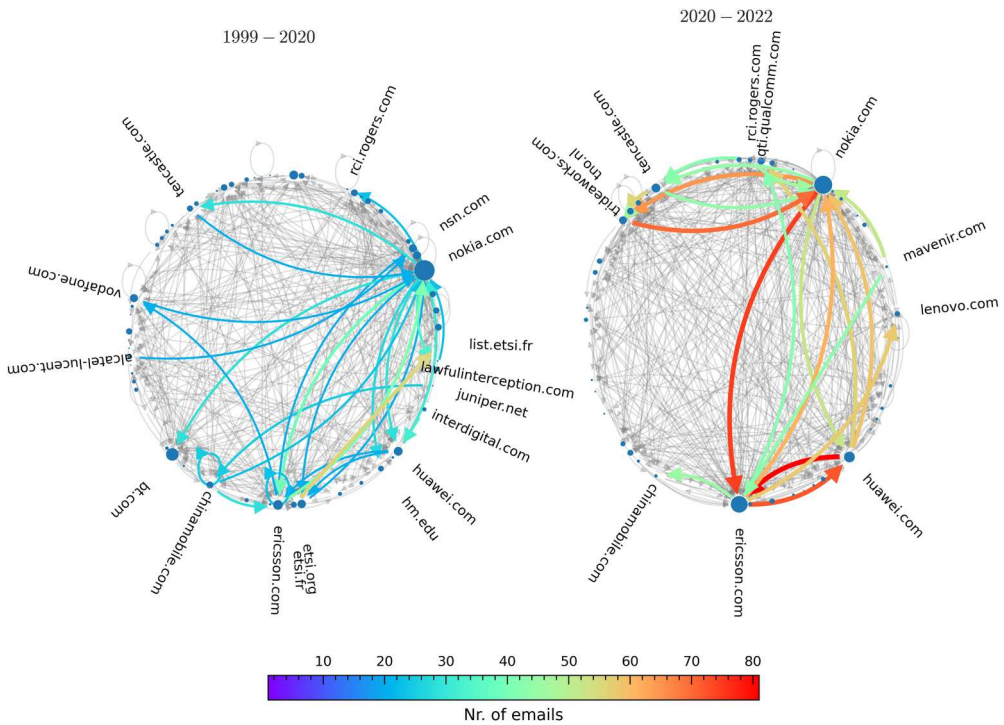 1999 – 2020
2020 – 2022
rci.rogers.com
tencastle.com
nsn.com
nokia.com
vodafone.com
alcatel-lucent.com
list.etsi.fr
lawfulinterception.com
juniper.net
interdigital.com
huawei.com
hm.edu
bt.com
chinamobile.com
ericsson.com
etsi.fr
etsi.org
rci.rogers.com
qti.qualcomm.com
nokia.com
tencastle.com
tno.nl
trideaworks.com
mavenir.com
lenovo.com
huawei.com
chinamobile.com
ericsson.com
10 20 30 40 50 60 70 80
Nr. of emails